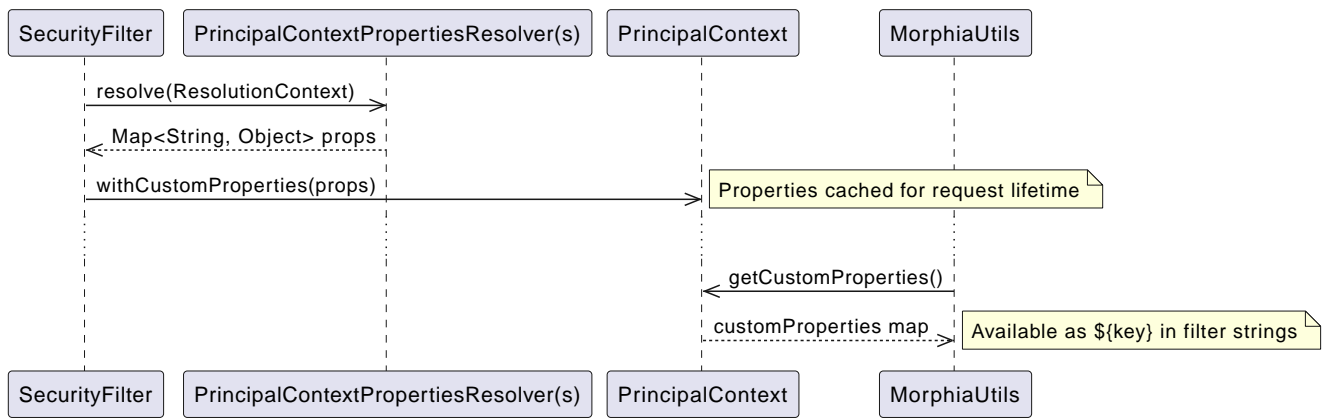 SecurityFilter
PrincipalContextPropertiesResolver(s)
PrincipalContext
MorphiaUtils
resolve(ResolutionContext)
Map<String, Object> props
withCustomProperties(props)
Properties cached for request lifetime
getCustomProperties()
customProperties map
Available as ${key} in filter strings
SecurityFilter
PrincipalContextPropertiesResolver(s)
PrincipalContext
MorphiaUtils